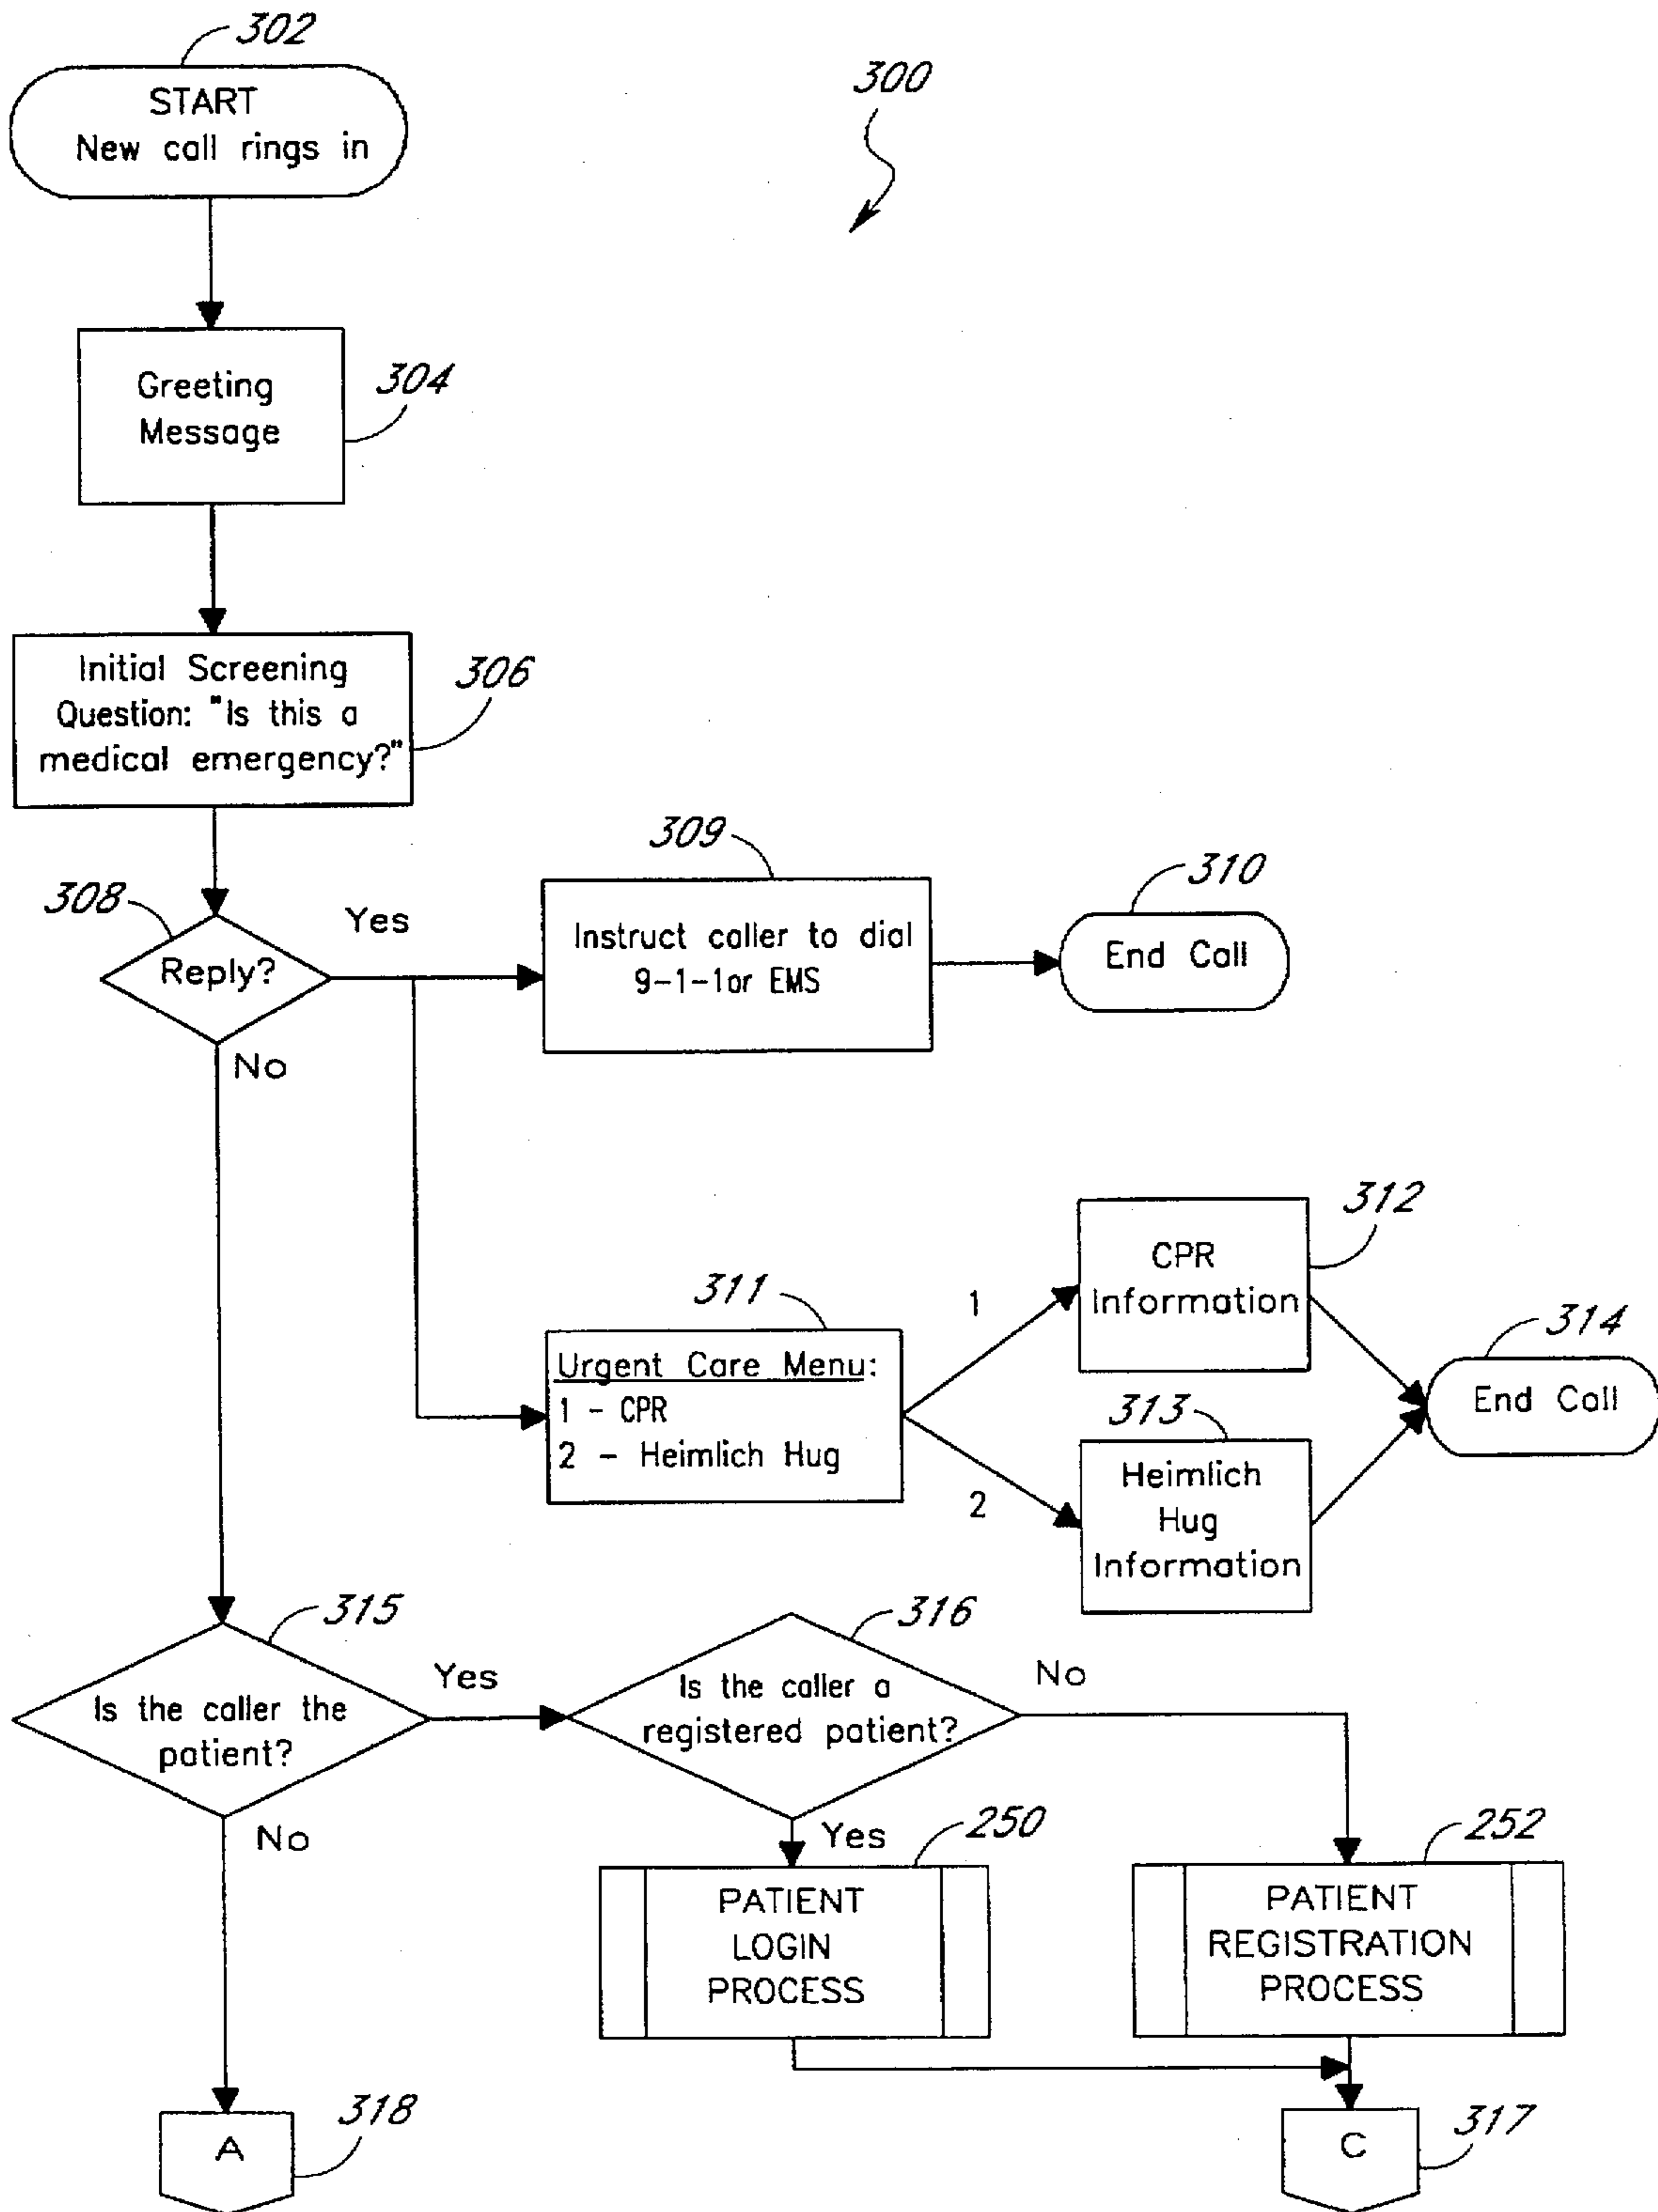 302
START
New call rings in
300
Greeting
Message
304
Initial Screening
Question: "Is this a
medical emergency?"
306
308
Reply?
Yes
No
309
Instruct caller to dial
9-1-1or EMS
310
End Call
311
Urgent Care Menu:
1 - CPR
2 - Heimlich Hug
1
2
312
CPR
Information
313
Heimlich
Hug
Information
314
End Call
315
Is the caller the
patient?
Yes
No
316
Is the caller a
registered patient?
No
Yes
250
PATIENT
LOGIN
PROCESS
252
PATIENT
REGISTRATION
PROCESS
A
318
C
317